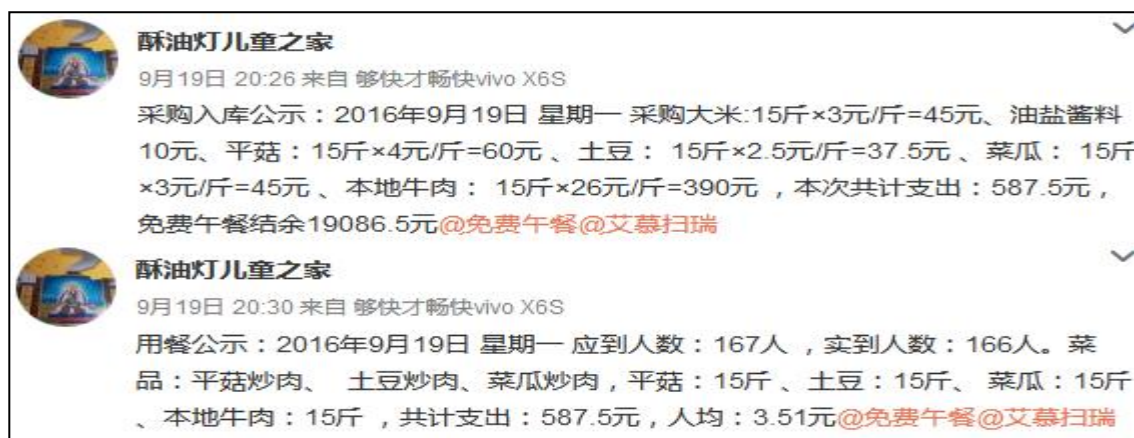 酥油灯儿童之家
9月19日 20:26 来自 够快才畅快vivo X6S
采购入库公示：2016年9月19日 星期一 采购大米:15斤×3元/斤=45元、油盐酱料
10元、平菇：15斤×4元/斤=60元 、土豆： 15斤×2.5元/斤=37.5元 、菜瓜： 15斤
×3元/斤=45元 、本地牛肉： 15斤×26元/斤=390元 ，本次共计支出：587.5元，
免费午餐结余19086.5元@免费午餐@艾慕扫瑞
酥油灯儿童之家
9月19日 20:30 来自 够快才畅快vivo X6S
用餐公示：2016年9月19日 星期一 应到人数：167人 ，实到人数：166人。菜
品：平菇炒肉、 土豆炒肉、菜瓜炒肉，平菇：15斤 、土豆：15斤、 菜瓜：15斤
、本地牛肉：15斤 ，共计支出：587.5元，人均：3.51元@免费午餐@艾慕扫瑞